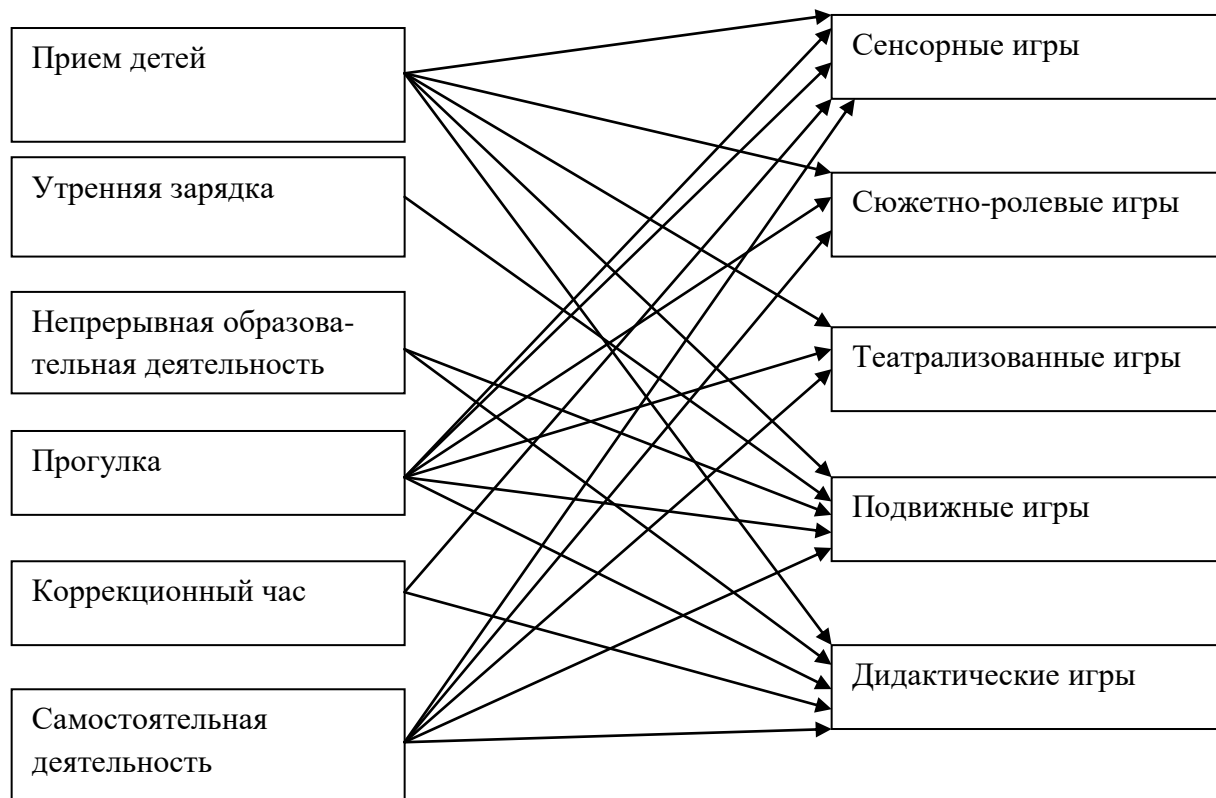 Прием детей
Утренняя зарядка
Непрерывная образова-
тельная деятельность
Прогулка
Коррекционный час
Самостоятельная
деятельность
Сенсорные игры
Сюжетно-ролевые игры
Театрализованные игры
Подвижные игры
Дидактические игры